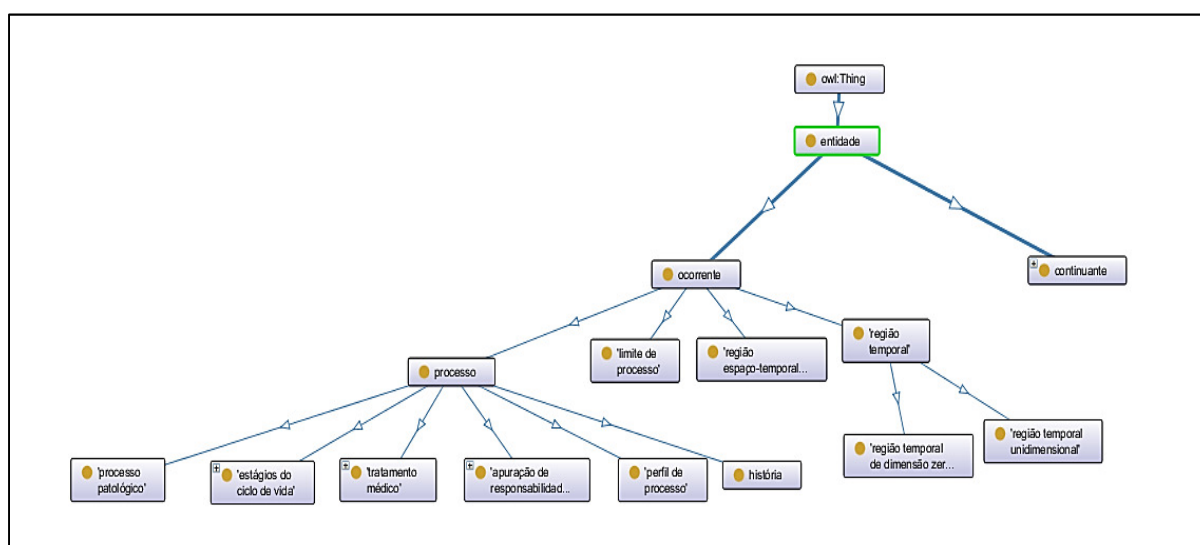 owl:Thing
entidade
ocorrente
continuante
'região
temporal'
'limite de
processo'
'região
espaço-temporal...
processo
'região temporal
unidimensional'
'região temporal
de dimensão zer...
'processo
patológico'
'estágios do
ciclo de vida'
'tratamento
médico'
'apuração de
responsabilidad...
'perfil de
processo'
história